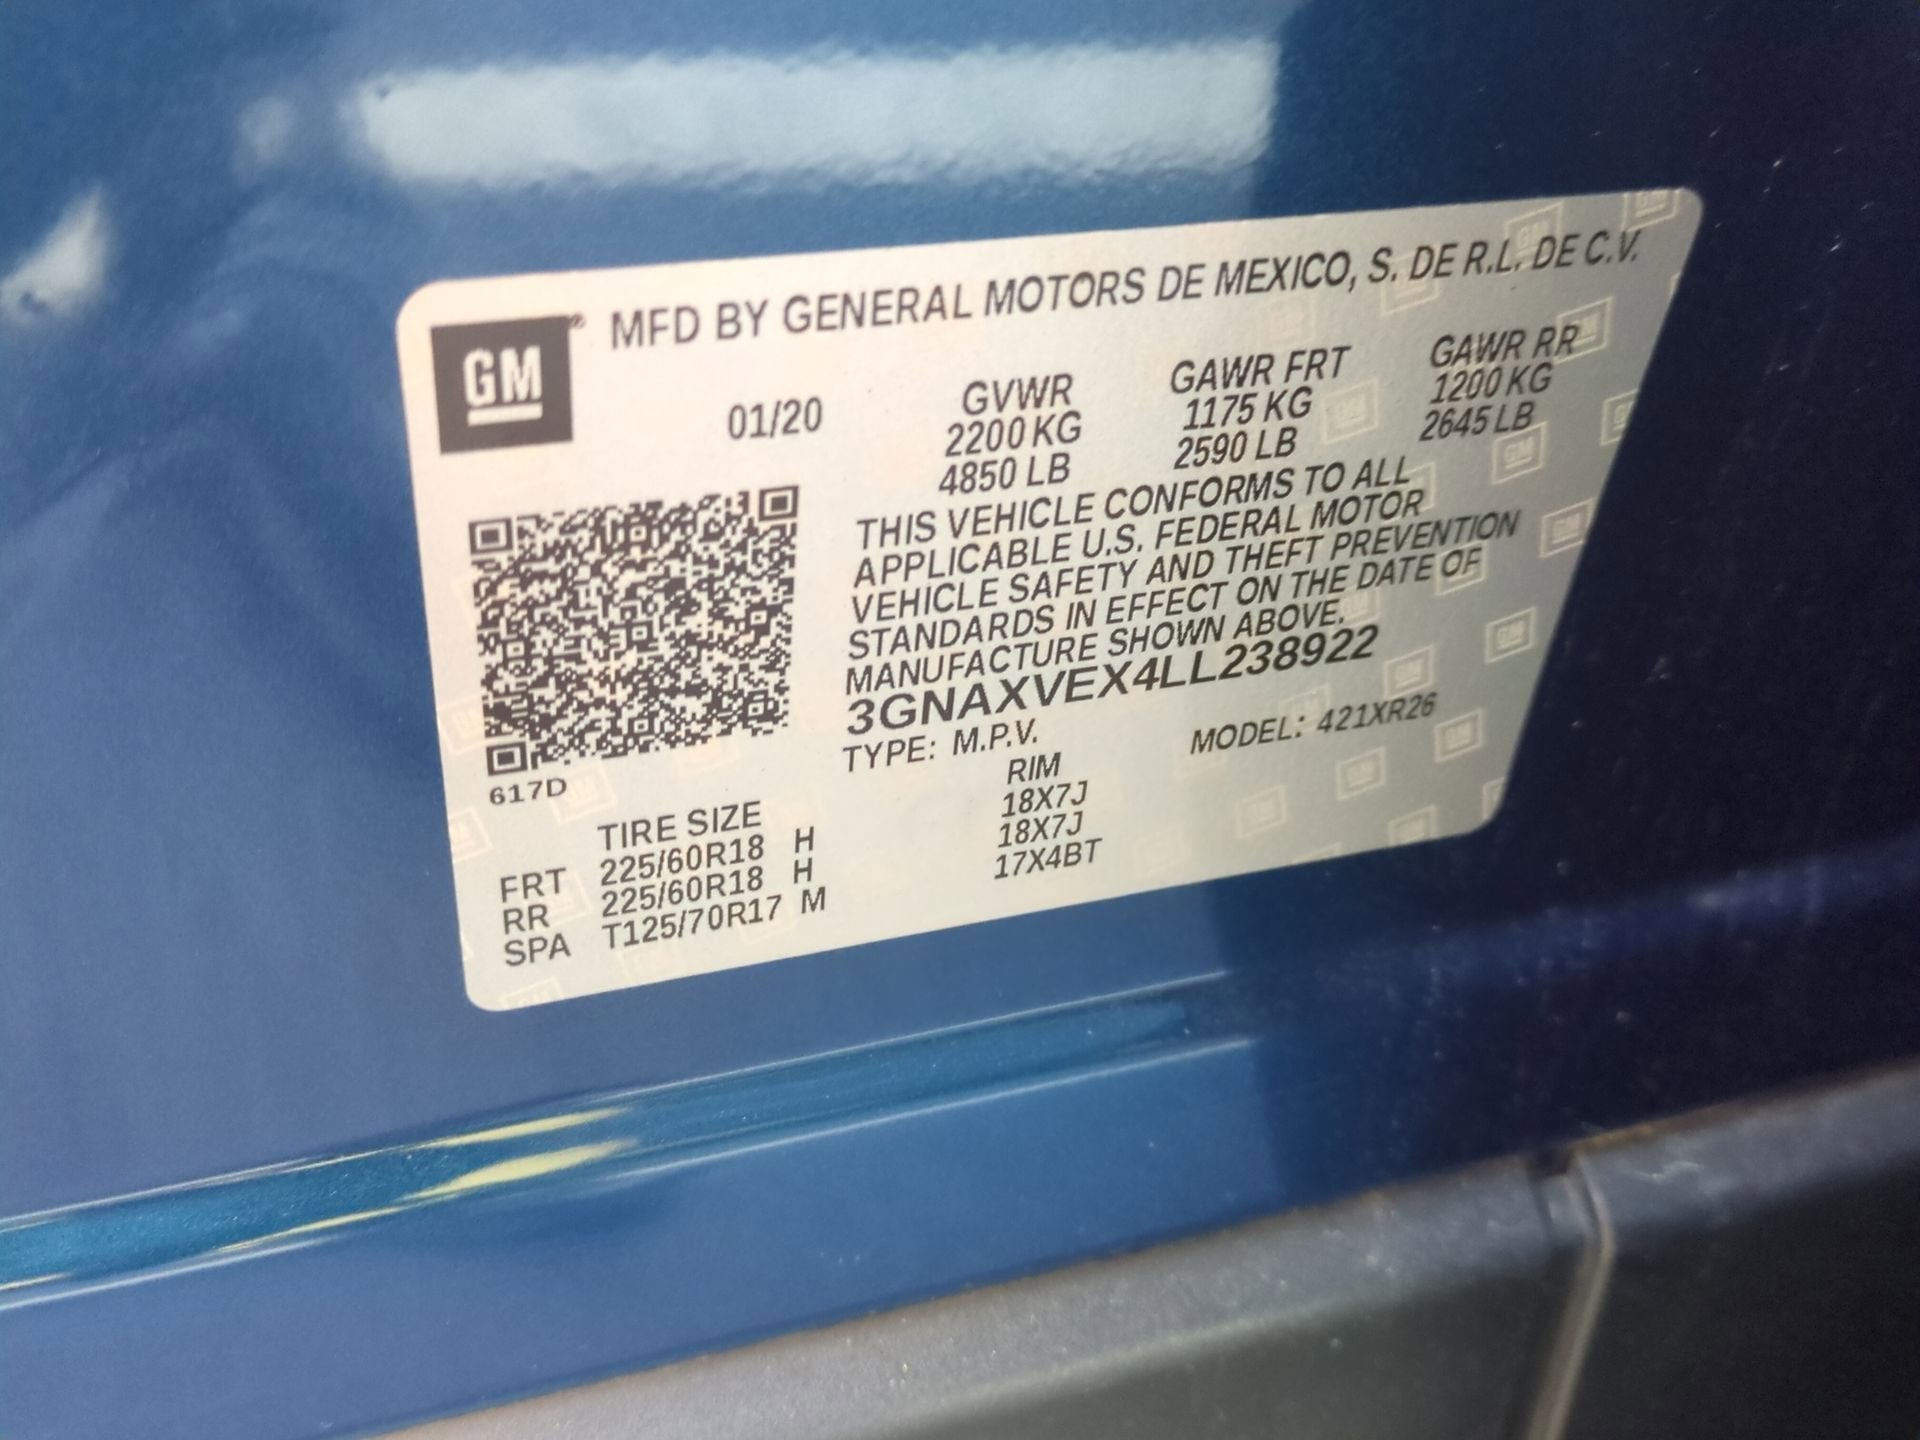 MFD BY GENERAL MOTORS DE MEXICO, S. DE R.L. DE C.V.
GM®
01/20
GVWR GAWR FRT GAWR RR
2200 KG 1175 KG 1200 KG
4850 LB 2590 LB 2645 LB
THIS VEHICLE CONFORMS TO ALL
APPLICABLE U.S. FEDERAL MOTOR
VEHICLE SAFETY AND THEFT PREVENTION
STANDARDS IN EFFECT ON THE DATE OF
MANUFACTURE SHOWN ABOVE.
3GNAXVEX4LL238922
TYPE: M.P.V. MODEL: 421XR26
617D
TIRE SIZE RIM
FRT 225/60R18 H 18X7J
RR 225/60R18 H 18X7J
SPA T125/70R17 M 17X4BT